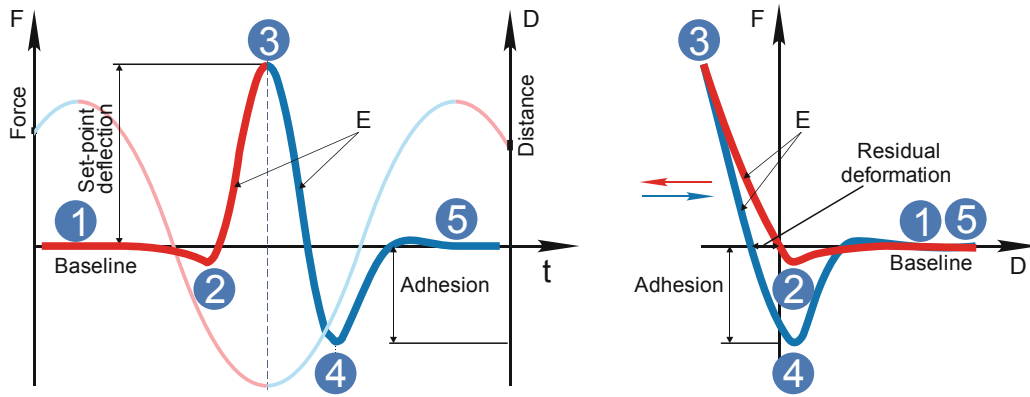 F
D
3
Force
Set-point
deflection
E
Distance
1
5
Baseline
2
t
Adhesion
4
F
3
E
Residual
deformation
1
5
Baseline
D
2
Adhesion
4